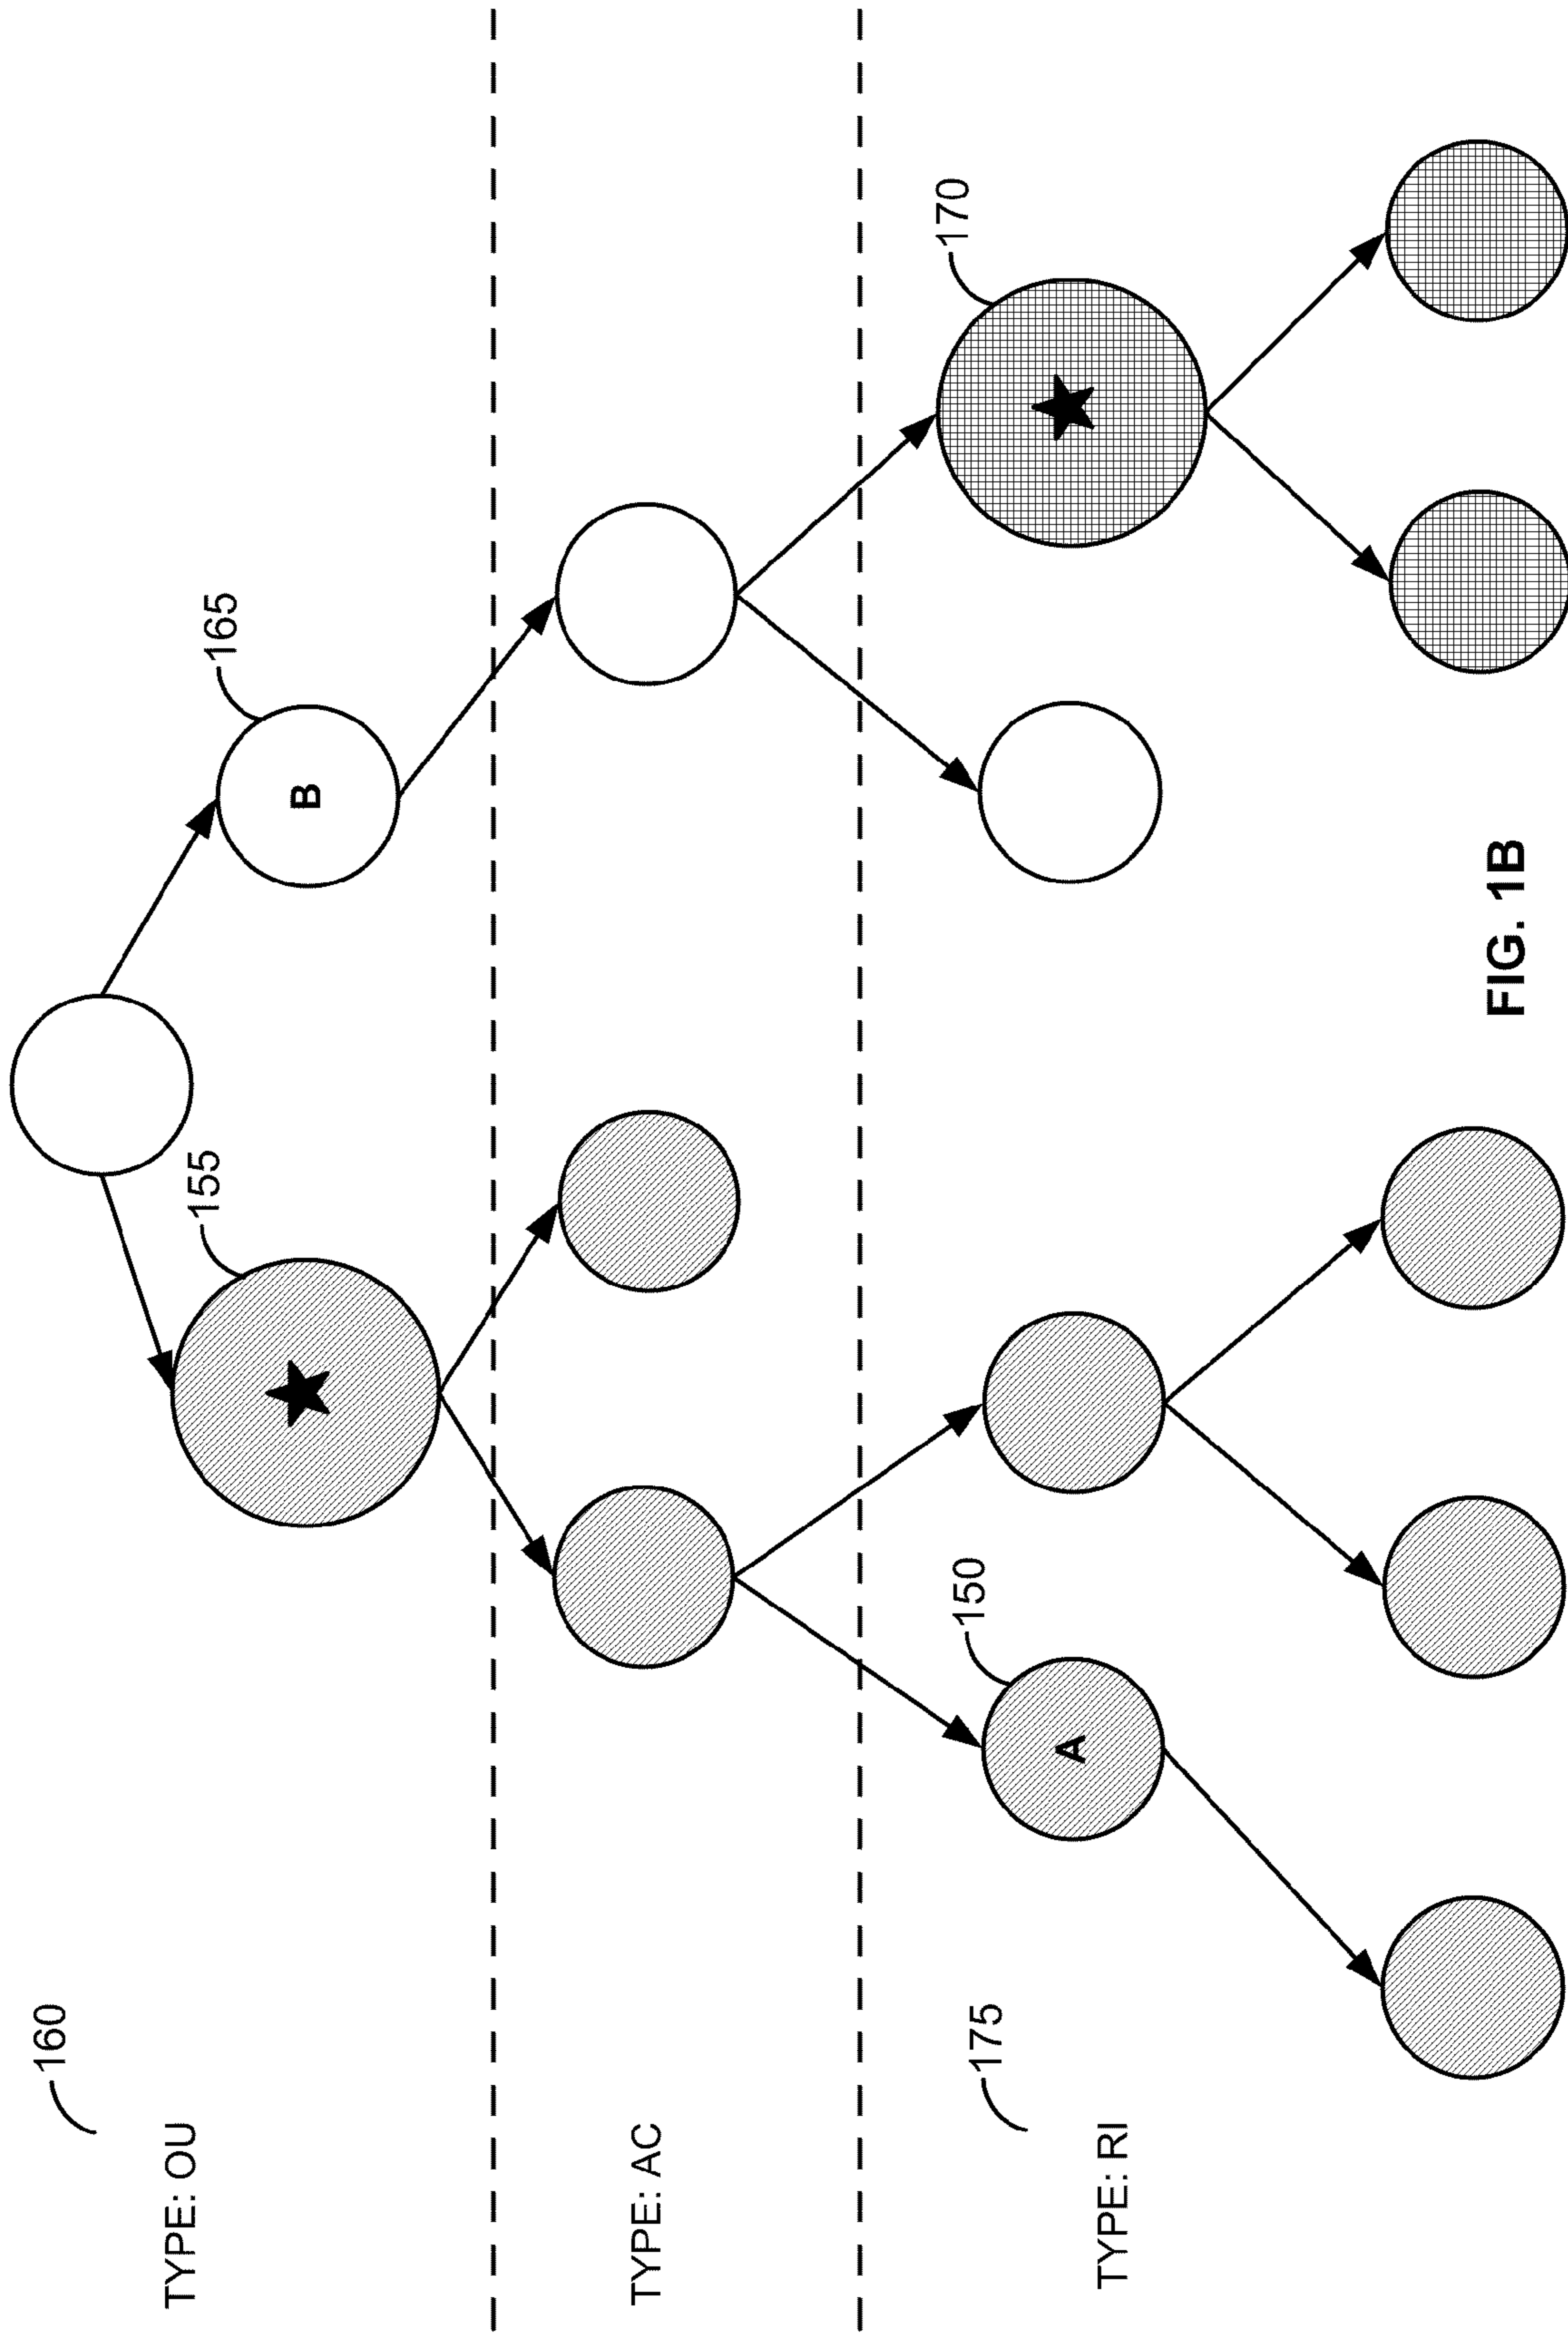 160
TYPE: OU
155
165
B
TYPE: AC
175
TYPE: RI
150
A
170
FIG. 1B